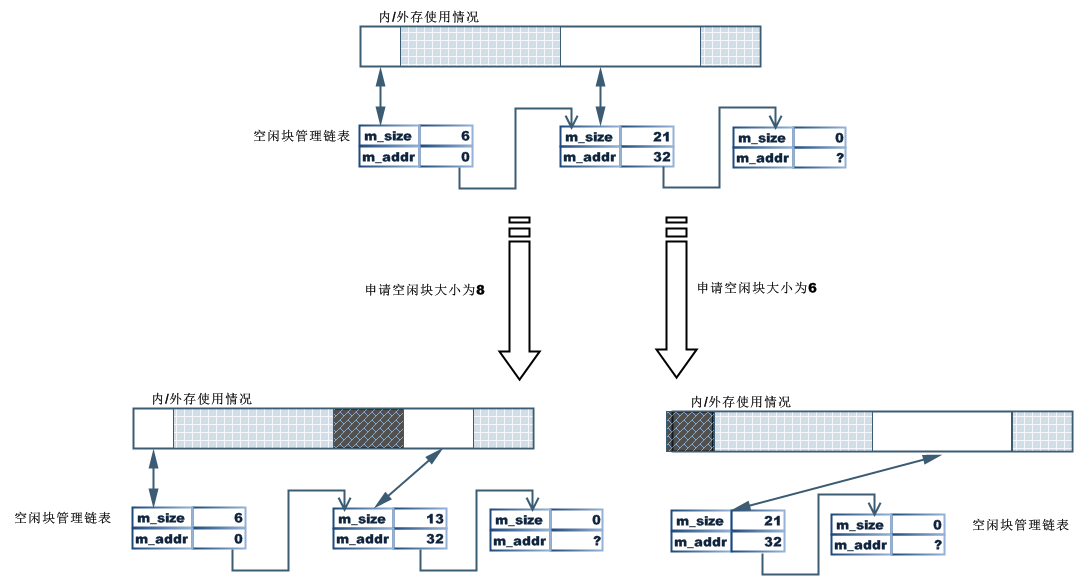 内/外存使用情况
空闲块管理链表
m_size 6
m_addr 0
m_size 21
m_addr 32
m_size 0
m_addr ?
申请空闲块大小为8
申请空闲块大小为6
内/外存使用情况
空闲块管理链表
m_size 6
m_addr 0
m_size 13
m_addr 32
m_size 0
m_addr ?
内/外存使用情况
m_size 21
m_addr 32
m_size 0
m_addr ?
空闲块管理链表